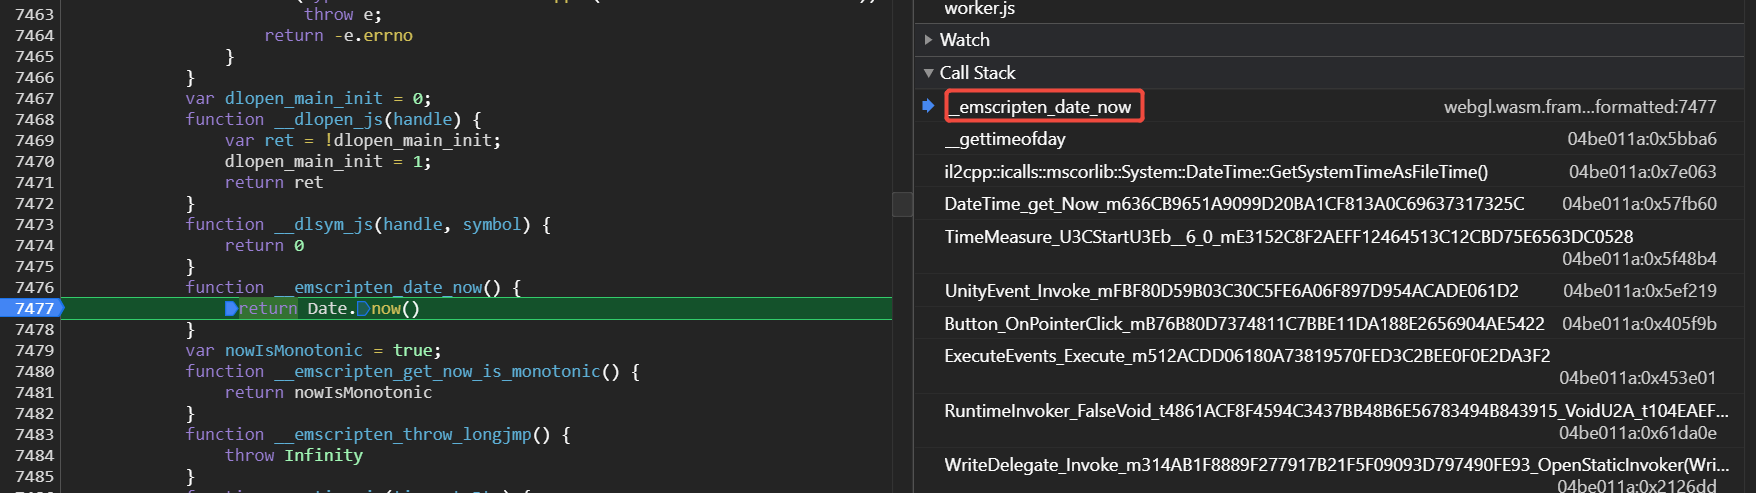 7463 throw e;
7464 return -e.errno
7465 }
7466 }
7467 var dlopen_main_init = 0;
7468 function __dlopen_js(handle) {
7469 var ret = !dlopen_main_init;
7470 dlopen_main_init = 1;
7471 return ret
7472 }
7473 function __dlsym_js(handle, symbol) {
7474 return 0
7475 }
7476 function __emscripten_date_now() {
7477 return Date.now()
7478 }
7479 var nowIsMonotonic = true;
7480 function __emscripten_get_now_is_monotonic() {
7481 return nowIsMonotonic
7482 }
7483 function __emscripten_throw_longjmp() {
7484 throw Infinity
7485 }
worker.js
Watch
Call Stack
_emscripten_date_now webgl.wasm.fram…formatted:7477
__gettimeofday 04be011a:0x5bba6
il2cpp::icalls::mscorlib::System::DateTime::GetSystemTimeAsFileTime() 04be011a:0x7e063
DateTime_get_Now_m636CB9651A9099D20BA1CF813A0C69637317325C 04be011a:0x57fb60
TimeMeasure_U3CStartU3Eb__6_0_mE3152C8F2AEFF12464513C12CBD75E6563DC0528
04be011a:0x5f48b4
UnityEvent_Invoke_mFBF80D59B03C30C5FE6A06F897D954ACADE061D2 04be011a:0x5ef219
Button_OnPointerClick_mB76B80D7374811C7BBE11DA188E2656904AE5422 04be011a:0x405f9b
ExecuteEvents_Execute_m512ACDD06180A73819570FED3C2BEE0F0E2DA3F2
04be011a:0x453e01
RuntimeInvoker_FalseVoid_t4861ACF8F4594C3437BB48B6E56783494B843915_VoidU2A_t104EAEF…
04be011a:0x61da0e
WriteDelegate_Invoke_m314AB1F8889F277917B21F5F09093D797490FE93_OpenStaticInvoker(Wri…
04be011a:0x2126dd